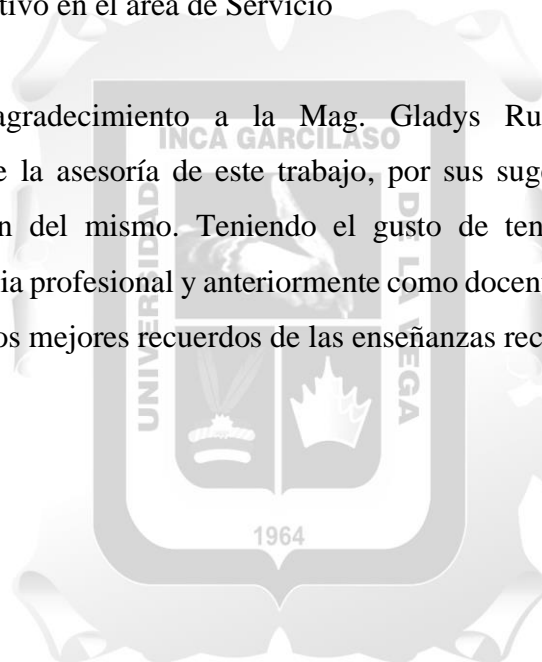 tivo en el área de Servicio
agradecimiento a la Mag. Gladys Ru
e la asesoría de este trabajo, por sus suge
n del mismo. Teniendo el gusto de ten
ia profesional y anteriormente como docent
os mejores recuerdos de las enseñanzas rec
INCA GARCILASO
UNIVERSIDAD
DE LA VEGA
1964